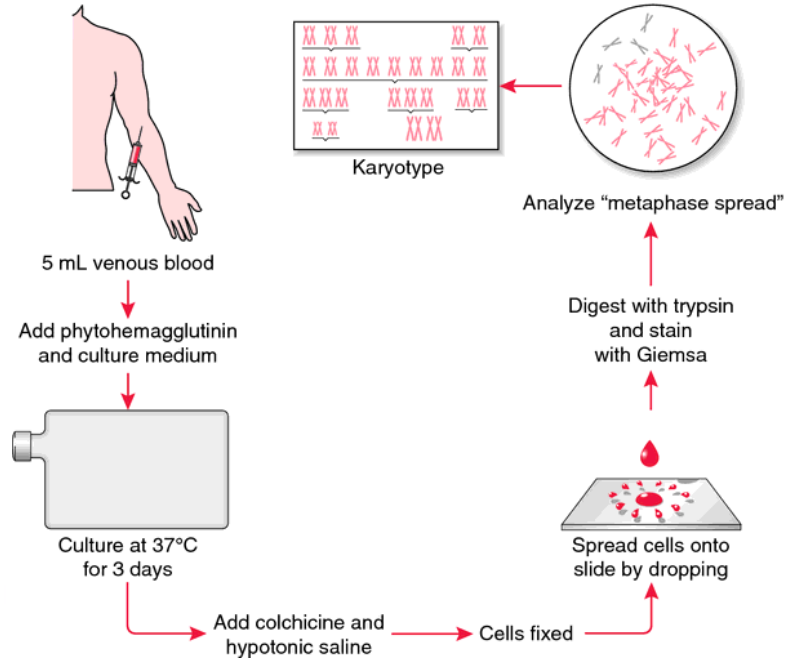 5 mL venous blood
Add phytohemagglutinin
and culture medium
Culture at 37°C
for 3 days
Add colchicine and
hypotonic saline
Cells fixed
Spread cells onto
slide by dropping
Digest with trypsin
and stain
with Giemsa
Analyze “metaphase spread”
Karyotype